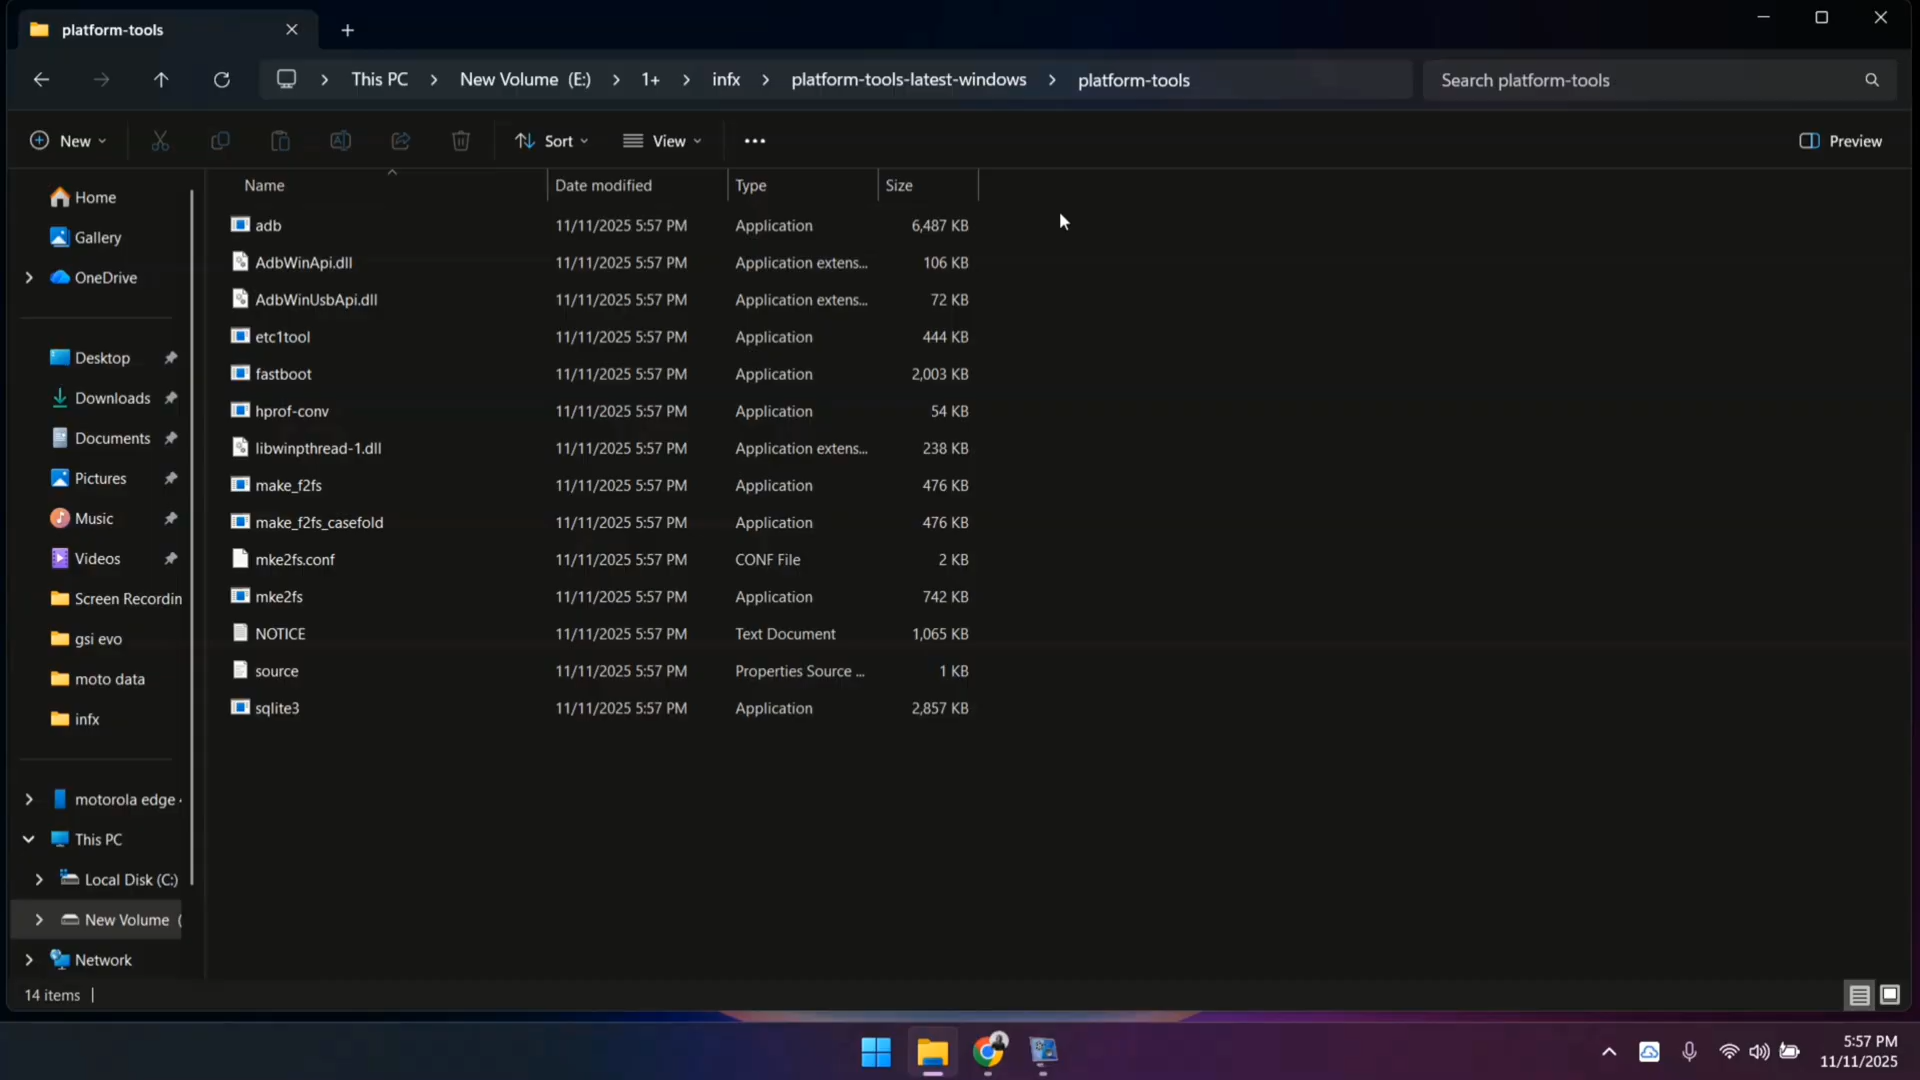 platform-tools
This PC > New Volume (E:) > 1+ > infx > platform-tools-latest-windows > platform-tools
Search platform-tools
New
Sort
View
Preview
Name Date modified Type Size
adb 11/11/2025 5:57 PM Application 6,487 KB
AdbWinApi.dll 11/11/2025 5:57 PM Application extens... 106 KB
AdbWinUsbApi.dll 11/11/2025 5:57 PM Application extens... 72 KB
etc1tool 11/11/2025 5:57 PM Application 444 KB
fastboot 11/11/2025 5:57 PM Application 2,003 KB
hprof-conv 11/11/2025 5:57 PM Application 54 KB
libwinpthread-1.dll 11/11/2025 5:57 PM Application extens... 238 KB
make_f2fs 11/11/2025 5:57 PM Application 476 KB
make_f2fs_casefold 11/11/2025 5:57 PM Application 476 KB
mke2fs.conf 11/11/2025 5:57 PM CONF File 2 KB
mke2fs 11/11/2025 5:57 PM Application 742 KB
NOTICE 11/11/2025 5:57 PM Text Document 1,065 KB
source 11/11/2025 5:57 PM Properties Source ... 1 KB
sqlite3 11/11/2025 5:57 PM Application 2,857 KB
Home
Gallery
OneDrive
Desktop
Downloads
Documents
Pictures
Music
Videos
Screen Recordin
gsi evo
moto data
infx
motorola edge
This PC
Local Disk (C:)
New Volume (
Network
14 items
5:57 PM
11/11/2025